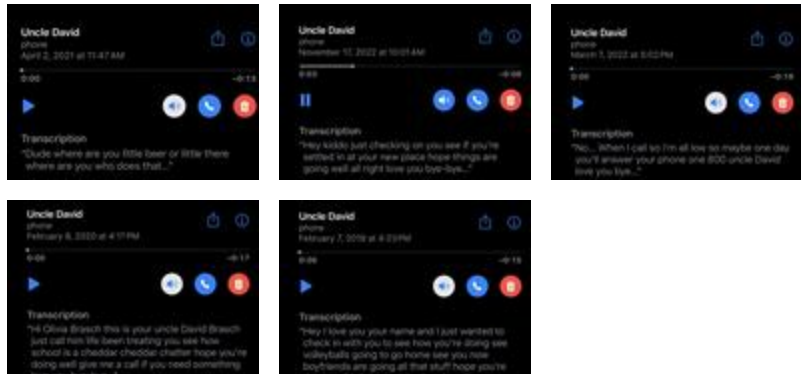 Uncle David
phone
April 2, 2021 at 11:47 AM
0:00 -0:13
Transcription
"Dude where are you little beer or little there
where are you who does that..."
Uncle David
phone
November 17, 2022 at 10:01 AM
0:03 -0:08
Transcription
"Hey kiddo just checking on you see if you're
settled in at your new place hope things are
going well all right love you bye-bye..."
Uncle David
phone
March 7, 2022 at 5:02 PM
0:00
Transcription
"No... When I call so I'm all low so maybe one day
you'll answer your phone one 800 uncle David
love you bye..."
Uncle David
phone
February 8, 2020 at 4:17 PM
0:00 -0:17
Transcription
"Hi Olivia Brasch this is your uncle David Brasch
just call him life been treating you see how
school is a cheddar cheddar chatter hope you're
doing well give me a call if you need something
Uncle David
phone
February 7, 2019 at
0:00 -0:15
Transcription
"Hey I love you your name and I just wanted to
check in with you to see how you're doing see
volleyballs going to go home see you now
boyfriends are going all that stuff hope you're